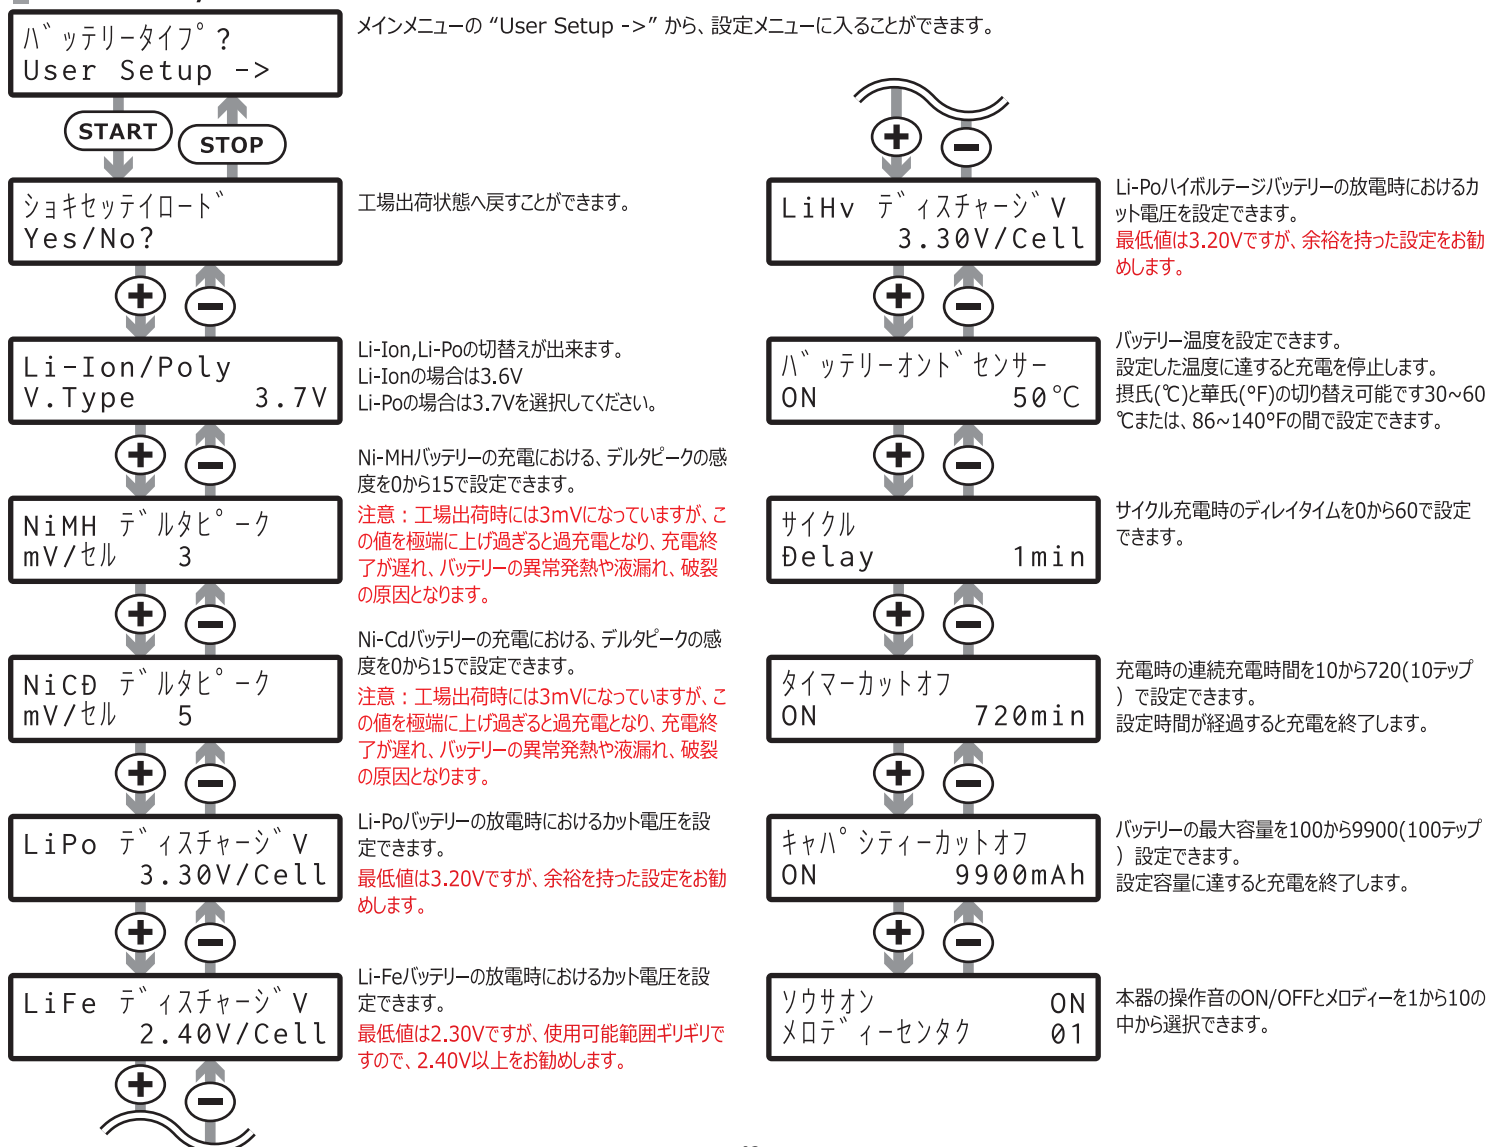 バッテリータイプ?
User Setup ->
メインメニューの “User Setup ->” から、設定メニューに入ることができます。
START
STOP
ショキセッテイロード
Yes/No?
工場出荷状態へ戻すことができます。
+
−
Li-Ion/Poly
V.Type 3.7V
Li-Ion,Li-Poの切替えが出来ます。
Li-Ionの場合は3.6V
Li-Poの場合は3.7Vを選択してください。
+
−
NiMH デルタピーク
mV/セル 3
Ni-MHバッテリーの充電における、デルタピークの感
度を0から15で設定できます。
注意：工場出荷時には3mVになっていますが、こ
の値を極端に上げ過ぎると過充電となり、充電終
了が遅れ、バッテリーの異常発熱や液漏れ、破裂
の原因となります。
+
−
NiCD デルタピーク
mV/セル 5
Ni-Cdバッテリーの充電における、デルタピークの感
度を0から15で設定できます。
注意：工場出荷時には3mVになっていますが、こ
の値を極端に上げ過ぎると過充電となり、充電終
了が遅れ、バッテリーの異常発熱や液漏れ、破裂
の原因となります。
+
−
LiPo ディスチャージV
3.30V/Cell
Li-Poバッテリーの放電時におけるカット電圧を設
定できます。
最低値は3.20Vですが、余裕を持った設定をお勧
めします。
+
−
LiFe ディスチャージV
2.40V/Cell
Li-Feバッテリーの放電時におけるカット電圧を設
定できます。
最低値は2.30Vですが、使用可能範囲ギリギリで
すので、2.40V以上をお勧めします。
+
−
+
−
LiHv ディスチャージV
3.30V/Cell
Li-Poハイボルテージバッテリーの放電時におけるカ
ット電圧を設定できます。
最低値は3.20Vですが、余裕を持った設定をお勧
めします。
+
−
バッテリーオンドセンサー
ON 50°C
バッテリー温度を設定できます。
設定した温度に達すると充電を停止します。
摂氏(℃)と華氏(°F)の切り替え可能です30~60
℃または、86~140°Fの間で設定できます。
+
−
サイクル
Delay 1min
サイクル充電時のディレイタイムを0から60で設定
できます。
+
−
タイマーカットオフ
ON 720min
充電時の連続充電時間を10から720(10テップ
）で設定できます。
設定時間が経過すると充電を終了します。
+
−
キャパシティーカットオフ
ON 9900mAh
バッテリーの最大容量を100から9900(100テップ
）設定できます。
設定容量に達すると充電を終了します。
+
−
ソウサオン ON
メロディーセンタク 01
本器の操作音のON/OFFとメロディーを1から10の
中から選択できます。